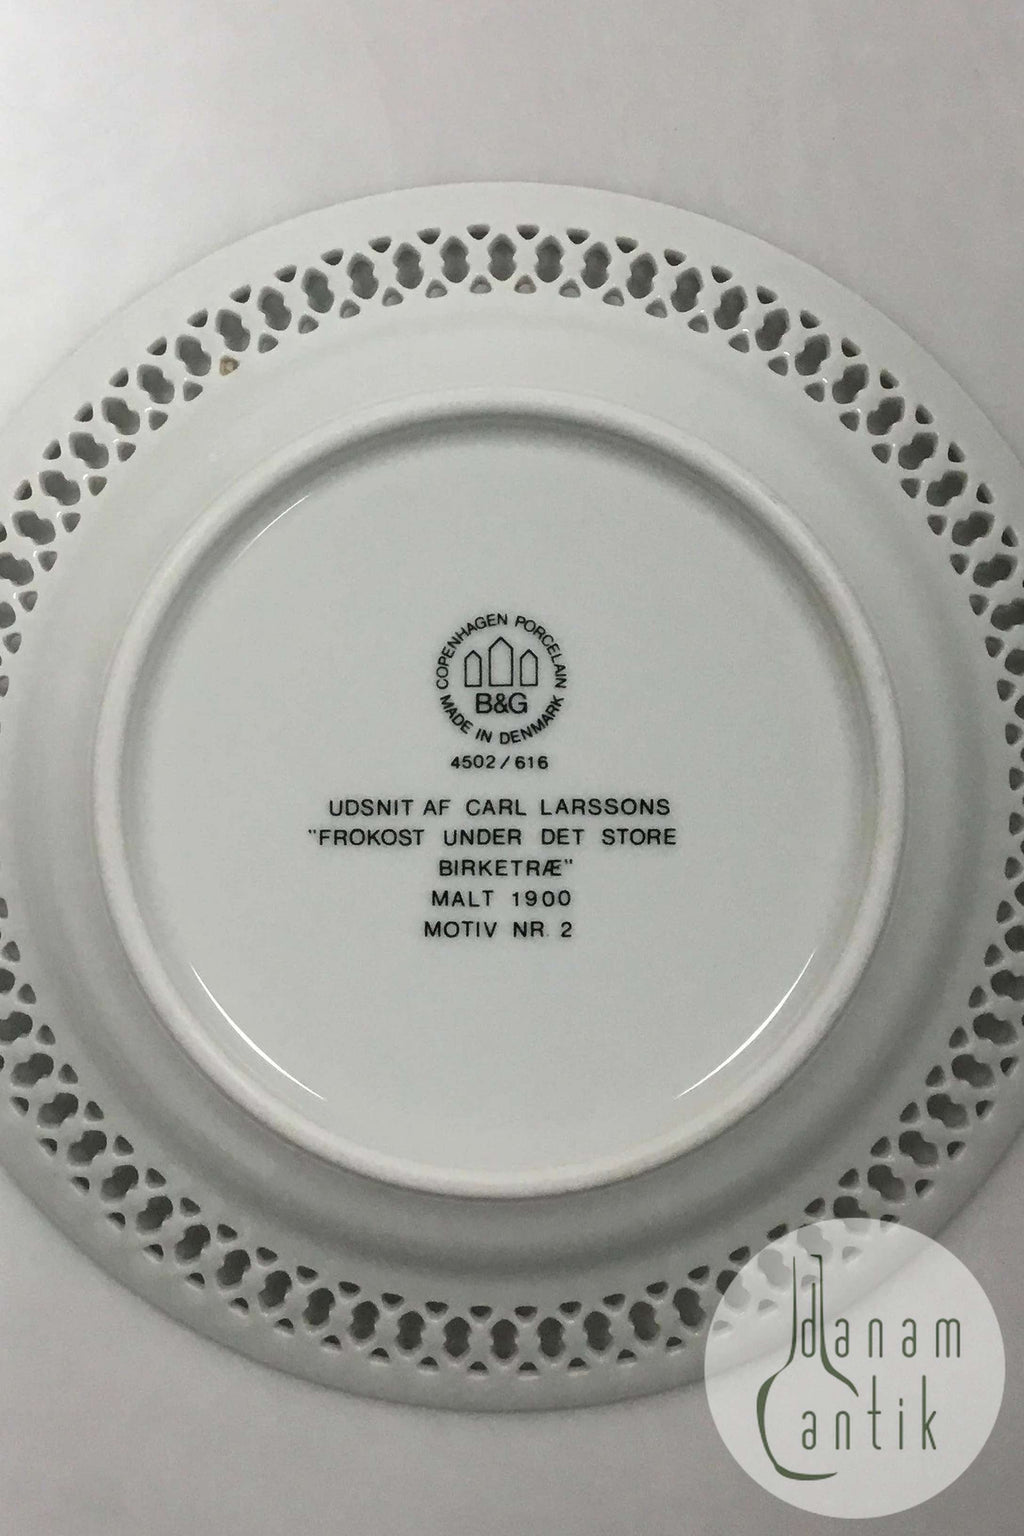 COPENHAGEN PORCELAIN
B&G
MADE IN DENMARK
4502/616
UDSNIT AF CARL LARSSONS
"FROKOST UNDER DET STORE
BIRKETRÆ"
MALT 1900
MOTIV NR. 2
danam
antik